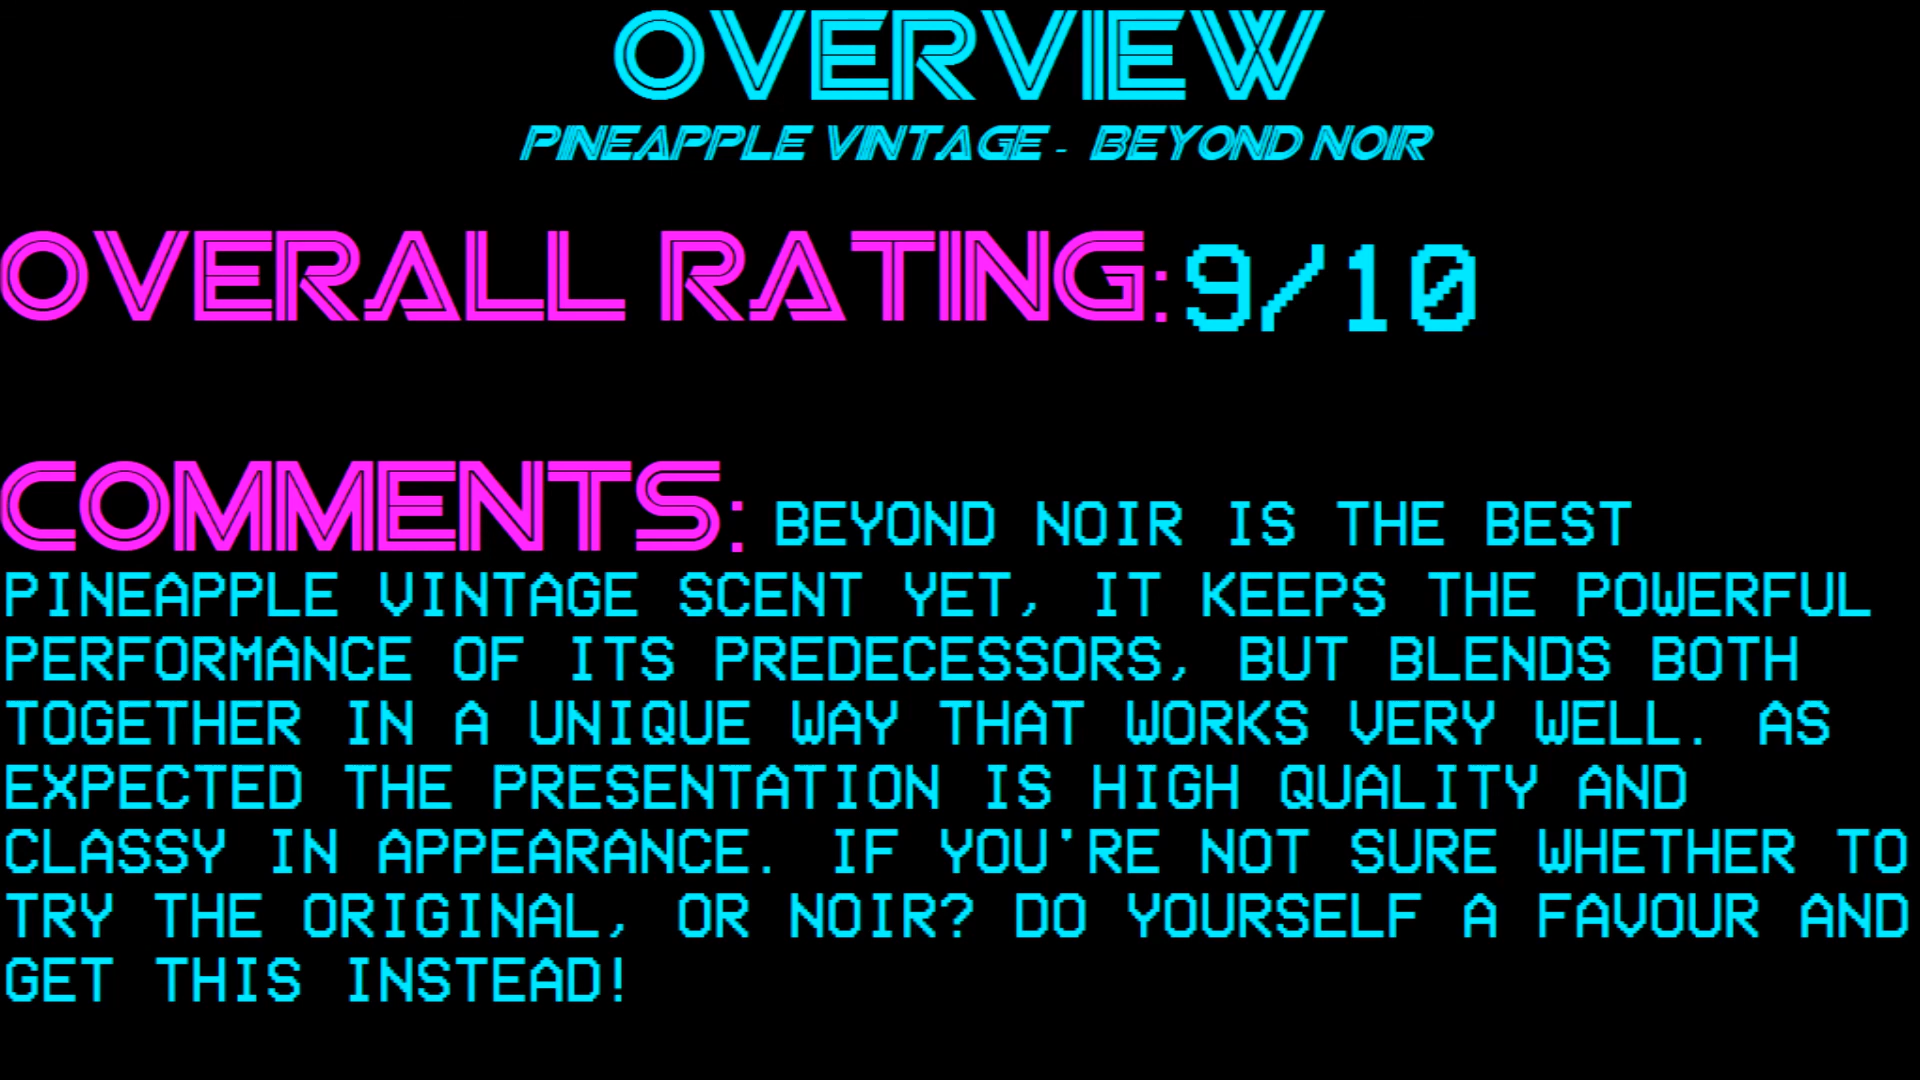 OVERVIEW
PINEAPPLE VINTAGE - BEYOND NOIR
OVERALL RATING: 9/10
COMMENTS: BEYOND NOIR IS THE BEST
PINEAPPLE VINTAGE SCENT YET, IT KEEPS THE POWERFUL
PERFORMANCE OF ITS PREDECESSORS, BUT BLENDS BOTH
TOGETHER IN A UNIQUE WAY THAT WORKS VERY WELL. AS
EXPECTED THE PRESENTATION IS HIGH QUALITY AND
CLASSY IN APPEARANCE. IF YOU'RE NOT SURE WHETHER TO
TRY THE ORIGINAL, OR NOIR? DO YOURSELF A FAVOUR AND
GET THIS INSTEAD!